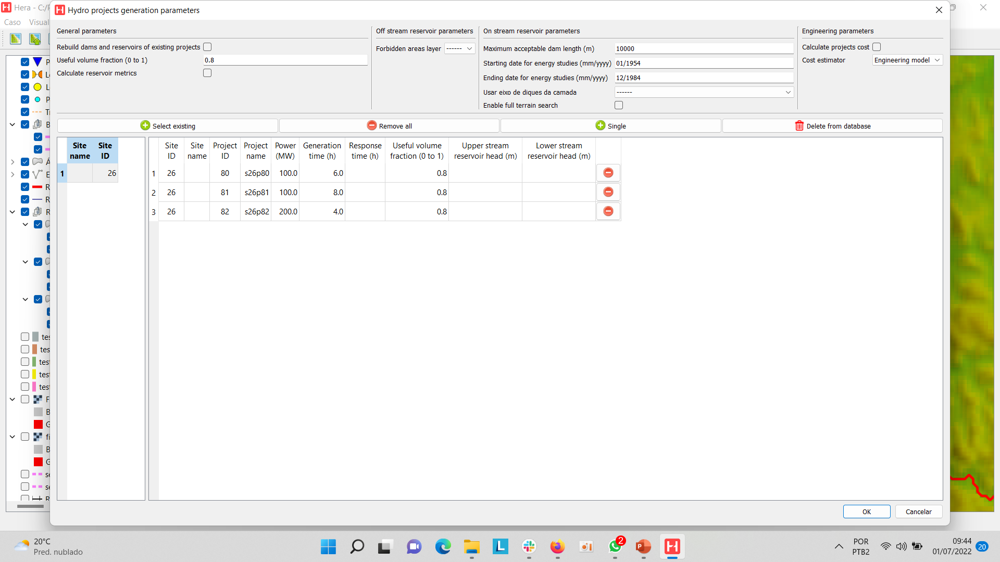 Hera - C:/
Hydro projects generation parameters
Caso Visual
General parameters
Rebuild dams and reservoirs of existing projects
Useful volume fraction (0 to 1) 0.8
Calculate reservoir metrics
Off stream reservoir parameters
Forbidden areas layer ------
On stream reservoir parameters
Maximum acceptable dam length (m) 10000
Starting date for energy studies (mm/yyyy) 01/1954
Ending date for energy studies (mm/yyyy) 12/1984
Usar eixo de diques da camada ------
Enable full terrain search
Engineering parameters
Calculate projects cost
Cost estimator Engineering model
Select existing Remove all Single Delete from database
Site name Site ID
1 26
Site ID Site name Project ID Project name Power (MW) Generation time (h) Response time (h) Useful volume fraction (0 to 1) Upper stream reservoir head (m) Lower stream reservoir head (m)
1 26 80 s26p80 100.0 6.0 0.8
2 26 81 s26p81 100.0 8.0 0.8
3 26 82 s26p82 200.0 4.0 0.8
P
L
P
B
E
R
R
R
tes
tes
test
test
test
F
B
G
fi
B
G
se
se
R
OK Cancelar
20°C
Pred. nublado
2
POR
PTB2
09:44
01/07/2022
20